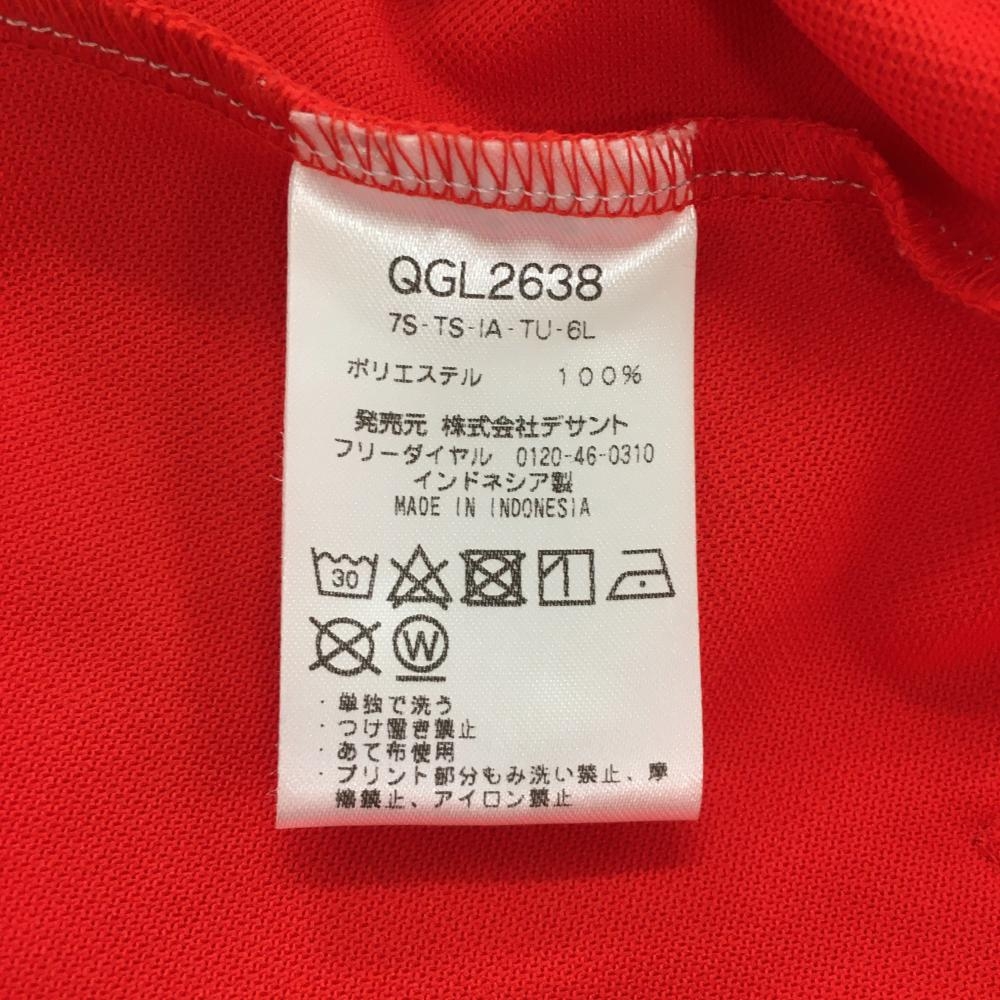 QGL2638
7S-TS-IA-TU-6L
ポリエステル 100%
発売元 株式会社デサント
フリーダイヤル 0120-46-0310
インドネシア製
MADE IN INDONESIA
30
W
・単独で洗う
・つけ置き禁止
・あて布使用
・プリント部分もみ洗い禁止、摩
擦禁止、アイロン禁止